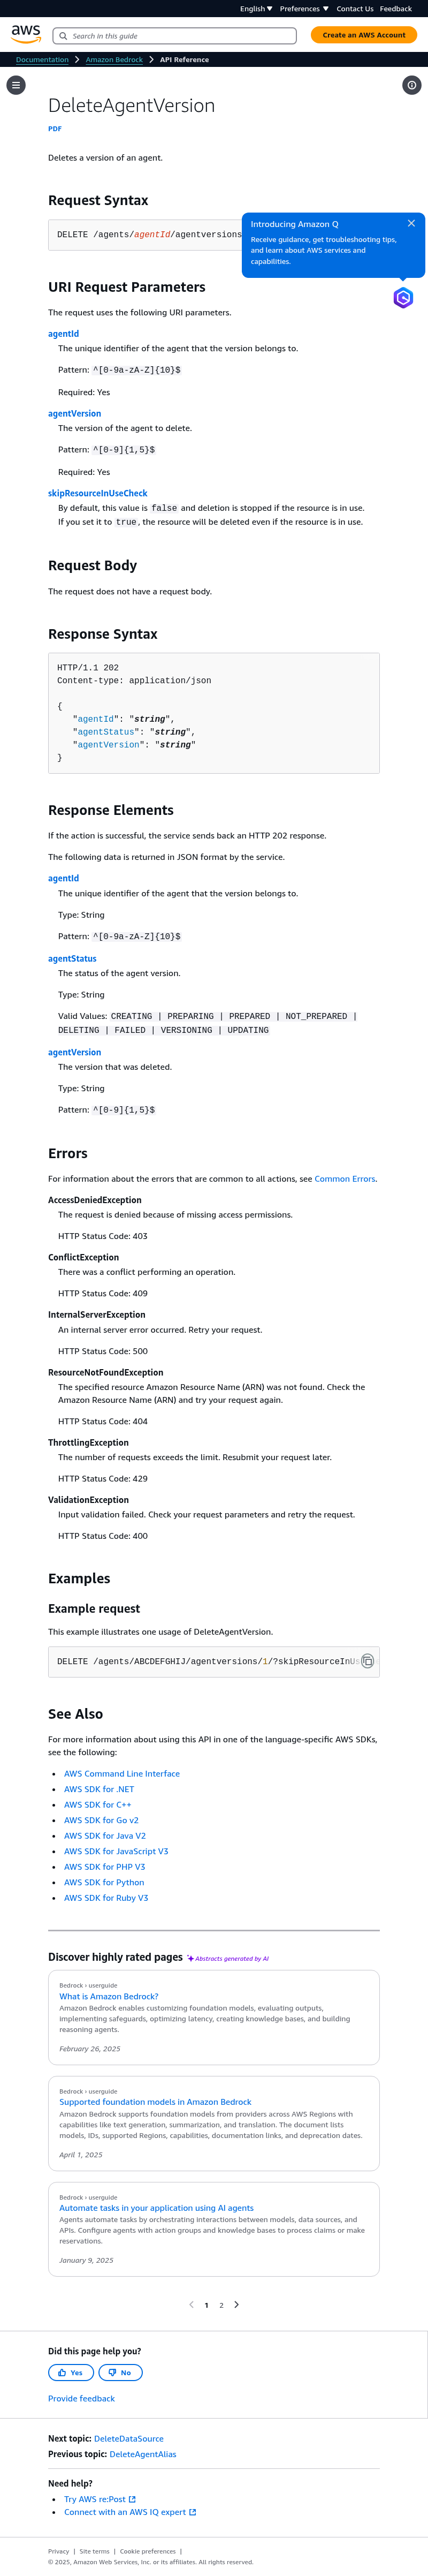 English Preferences Contact Us Feedback
aws
Search in this guide
Create an AWS Account
Documentation Amazon Bedrock API Reference
DeleteAgentVersion
PDF
Deletes a version of an agent.
Request Syntax
DELETE /agents/agentId/agentversions
Introducing Amazon Q
Receive guidance, get troubleshooting tips,
and learn about AWS services and
capabilities.
URI Request Parameters
The request uses the following URI parameters.
agentId
The unique identifier of the agent that the version belongs to.
Pattern: ^[0-9a-zA-Z]{10}$
Required: Yes
agentVersion
The version of the agent to delete.
Pattern: ^[0-9]{1,5}$
Required: Yes
skipResourceInUseCheck
By default, this value is false and deletion is stopped if the resource is in use.
If you set it to true, the resource will be deleted even if the resource is in use.
Request Body
The request does not have a request body.
Response Syntax
HTTP/1.1 202
Content-type: application/json
{
"agentId": "string",
"agentStatus": "string",
"agentVersion": "string"
}
Response Elements
If the action is successful, the service sends back an HTTP 202 response.
The following data is returned in JSON format by the service.
agentId
The unique identifier of the agent that the version belongs to.
Type: String
Pattern: ^[0-9a-zA-Z]{10}$
agentStatus
The status of the agent version.
Type: String
Valid Values: CREATING | PREPARING | PREPARED | NOT_PREPARED |
DELETING | FAILED | VERSIONING | UPDATING
agentVersion
The version that was deleted.
Type: String
Pattern: ^[0-9]{1,5}$
Errors
For information about the errors that are common to all actions, see Common Errors.
AccessDeniedException
The request is denied because of missing access permissions.
HTTP Status Code: 403
ConflictException
There was a conflict performing an operation.
HTTP Status Code: 409
InternalServerException
An internal server error occurred. Retry your request.
HTTP Status Code: 500
ResourceNotFoundException
The specified resource Amazon Resource Name (ARN) was not found. Check the
Amazon Resource Name (ARN) and try your request again.
HTTP Status Code: 404
ThrottlingException
The number of requests exceeds the limit. Resubmit your request later.
HTTP Status Code: 429
ValidationException
Input validation failed. Check your request parameters and retry the request.
HTTP Status Code: 400
Examples
Example request
This example illustrates one usage of DeleteAgentVersion.
DELETE /agents/ABCDEFGHIJ/agentversions/1/?skipResourceInUs
See Also
For more information about using this API in one of the language-specific AWS SDKs,
see the following:
• AWS Command Line Interface
• AWS SDK for .NET
• AWS SDK for C++
• AWS SDK for Go v2
• AWS SDK for Java V2
• AWS SDK for JavaScript V3
• AWS SDK for PHP V3
• AWS SDK for Python
• AWS SDK for Ruby V3
Discover highly rated pages Abstracts generated by AI
Bedrock › userguide
What is Amazon Bedrock?
Amazon Bedrock enables customizing foundation models, evaluating outputs,
implementing safeguards, optimizing latency, creating knowledge bases, and building
reasoning agents.
February 26, 2025
Bedrock › userguide
Supported foundation models in Amazon Bedrock
Amazon Bedrock supports foundation models from providers across AWS Regions with
capabilities like text generation, summarization, and translation. The document lists
models, IDs, supported Regions, capabilities, documentation links, and deprecation dates.
April 1, 2025
Bedrock › userguide
Automate tasks in your application using AI agents
Agents automate tasks by orchestrating interactions between models, data sources, and
APIs. Configure agents with action groups and knowledge bases to process claims or make
reservations.
January 9, 2025
1 2
Did this page help you?
Yes No
Provide feedback
Next topic: DeleteDataSource
Previous topic: DeleteAgentAlias
Need help?
• Try AWS re:Post
• Connect with an AWS IQ expert
Privacy | Site terms | Cookie preferences |
© 2025, Amazon Web Services, Inc. or its affiliates. All rights reserved.